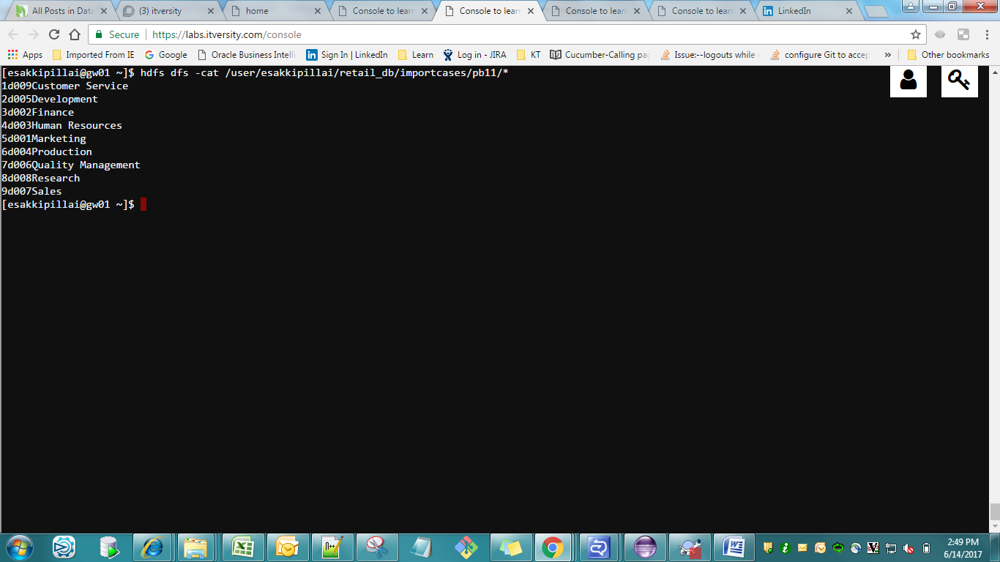 All Posts in Data
(3) itversity
home
Console to learn
Console to learn
Console to learn
Console to learn
LinkedIn
Secure
https://labs.itversity.com/console
Apps
Imported From IE
Google
Oracle Business Intelli
Sign In | LinkedIn
Learn
Log in - JIRA
KT
Cucumber-Calling pag
Issue:--logouts while
configure Git to accep
»
Other bookmarks
[esakkipillai@gw01 ~]$ hdfs dfs -cat /user/esakkipillai/retail_db/importcases/pb11/*
1d009Customer Service
2d005Development
3d002Finance
4d003Human Resources
5d001Marketing
6d004Production
7d006Quality Management
8d008Research
9d007Sales
[esakkipillai@gw01 ~]$
2:49 PM
6/14/2017